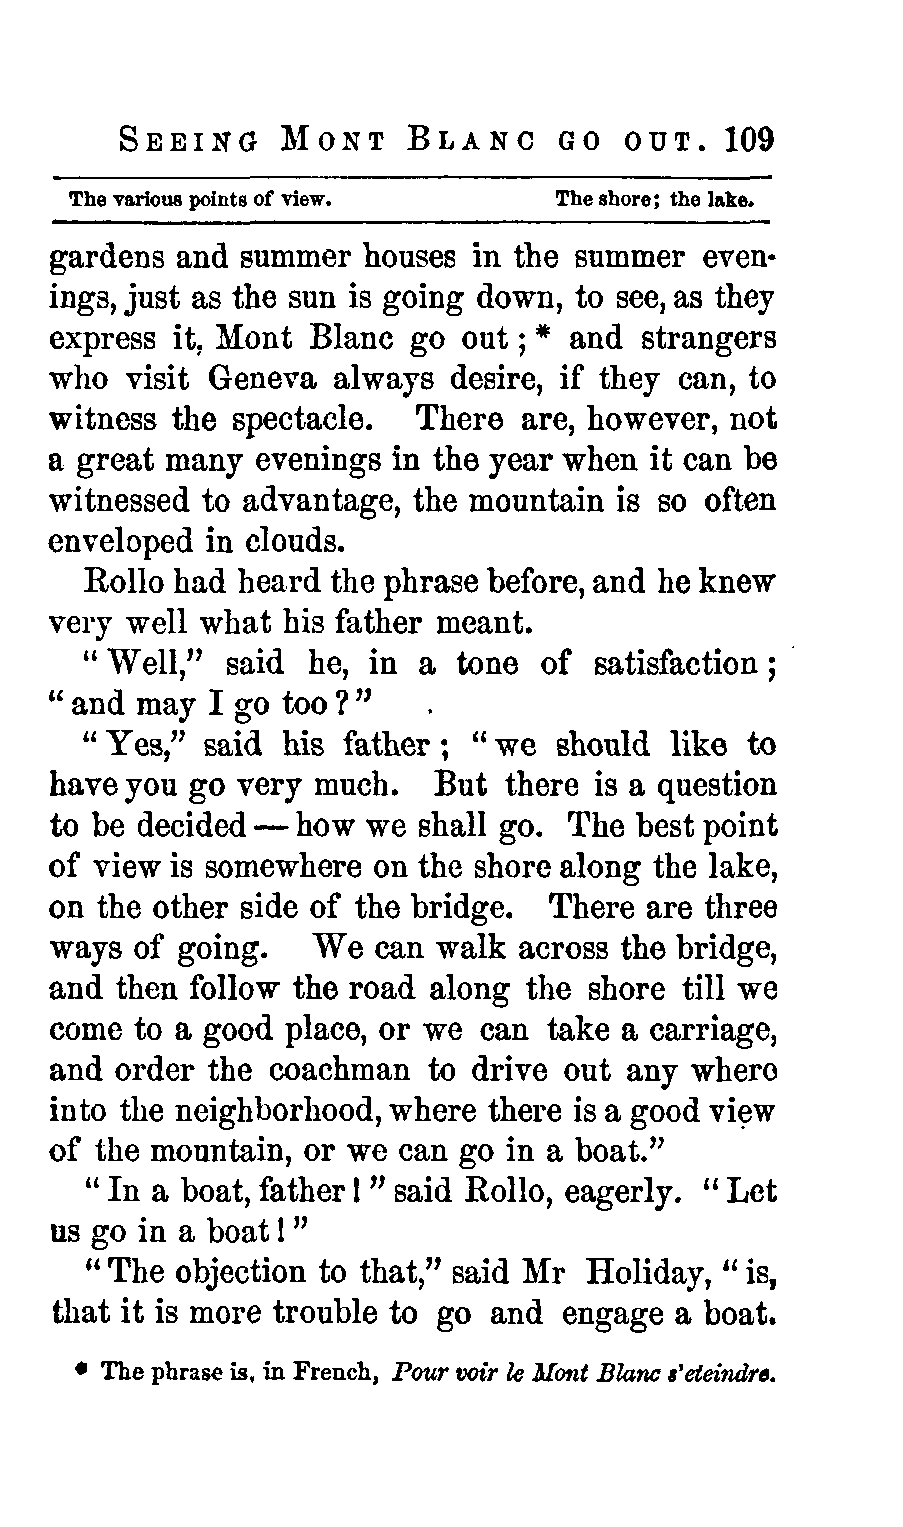 SEEING MONT BLANC GO OUT. 109
The various points of view. The shore; the lake.
gardens and summer houses in the summer even-
ings, just as the sun is going down, to see, as they
express it, Mont Blanc go out; * and strangers
who visit Geneva always desire, if they can, to
witness the spectacle. There are, however, not
a great many evenings in the year when it can be
witnessed to advantage, the mountain is so often
enveloped in clouds.
Rollo had heard the phrase before, and he knew
very well what his father meant.
"Well," said he, in a tone of satisfaction;
"and may I go too?"
"Yes," said his father; "we should like to
have you go very much. But there is a question
to be decided — how we shall go. The best point
of view is somewhere on the shore along the lake,
on the other side of the bridge. There are three
ways of going. We can walk across the bridge,
and then follow the road along the shore till we
come to a good place, or we can take a carriage,
and order the coachman to drive out any where
into the neighborhood, where there is a good view
of the mountain, or we can go in a boat."
"In a boat, father!" said Rollo, eagerly. "Let
us go in a boat!"
"The objection to that," said Mr Holiday, "is,
that it is more trouble to go and engage a boat.
* The phrase is, in French, Pour voir le Mont Blanc s'eteindre.